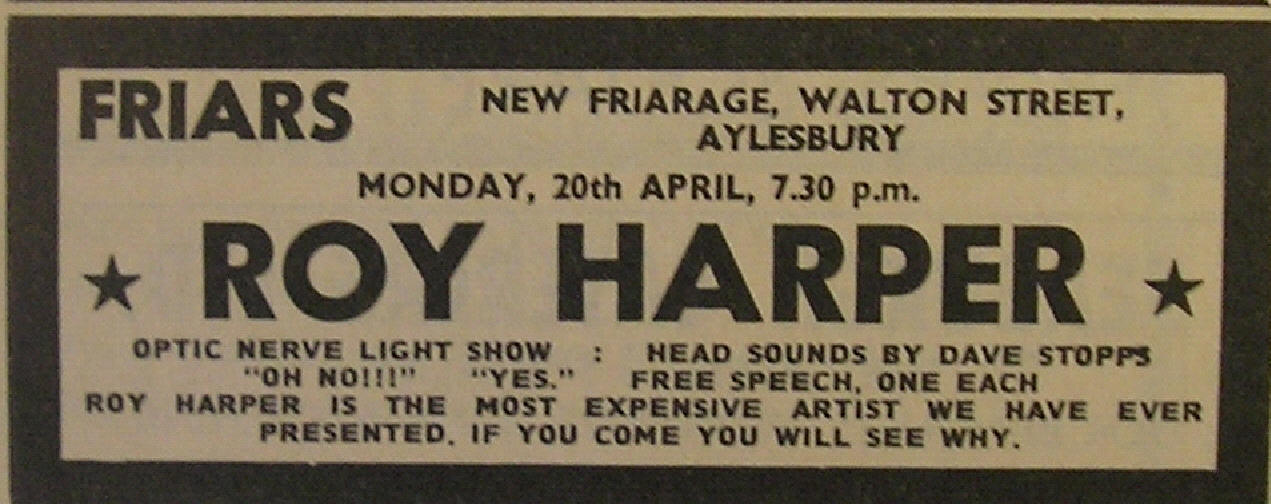 FRIARS
NEW FRIARAGE, WALTON STREET,
AYLESBURY
MONDAY, 20th APRIL, 7.30 p.m.
★ ROY HARPER ★
OPTIC NERVE LIGHT SHOW : HEAD SOUNDS BY DAVE STOPPS
"OH NO!!!" "YES." FREE SPEECH, ONE EACH
ROY HARPER IS THE MOST EXPENSIVE ARTIST WE HAVE EVER
PRESENTED. IF YOU COME YOU WILL SEE WHY.